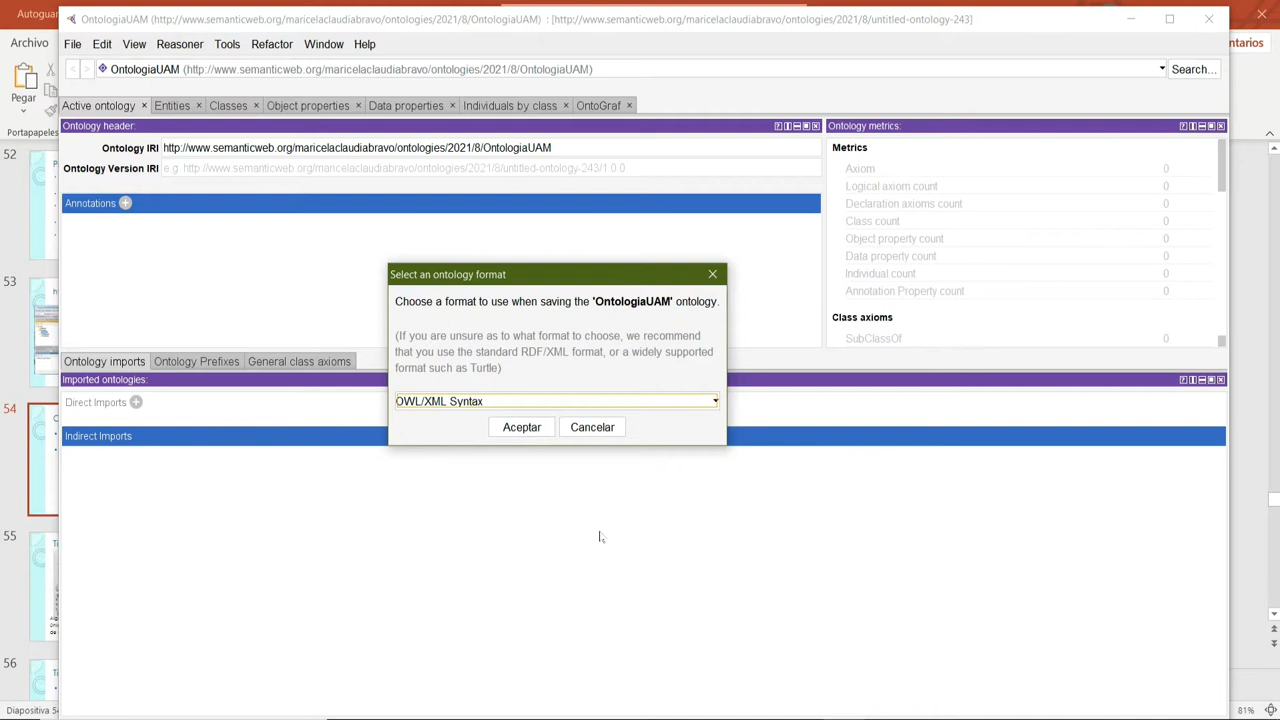 Autoguar
OntologiaUAM (http://www.semanticweb.org/maricelaclaudiabravo/ontologies/2021/8/OntologiaUAM) : [http://www.semanticweb.org/maricelaclaudiabravo/ontologies/2021/8/untitled-ontology-243]
Archivo
File Edit View Reasoner Tools Refactor Window Help
entarios
< > OntologiaUAM (http://www.semanticweb.org/maricelaclaudiabravo/ontologies/2021/8/OntologiaUAM) Search...
Pegar
Active ontology × Entities × Classes × Object properties × Data properties × Individuals by class × OntoGraf ×
Portapapeles
Ontology header:
Ontology metrics:
Ontology IRI http://www.semanticweb.org/maricelaclaudiabravo/ontologies/2021/8/OntologiaUAM
Ontology Version IRI e.g http://www.semanticweb.org/maricelaclaudiabravo/ontologies/2021/8/untitled-ontology-243/1.0.0
Annotations
Metrics
Axiom 0
Logical axiom count 0
Declaration axioms count 0
Class count 0
Object property count 0
Data property count 0
Individual count 0
Annotation Property count 0
Class axioms
SubClassOf 0
Select an ontology format
Choose a format to use when saving the 'OntologiaUAM' ontology.
(If you are unsure as to what format to choose, we recommend
that you use the standard RDF/XML format, or a widely supported
format such as Turtle)
OWL/XML Syntax
Aceptar Cancelar
Ontology imports Ontology Prefixes General class axioms
Imported ontologies:
Direct Imports
Indirect Imports
52
53
54
55
56
Diapositiva 54
81%